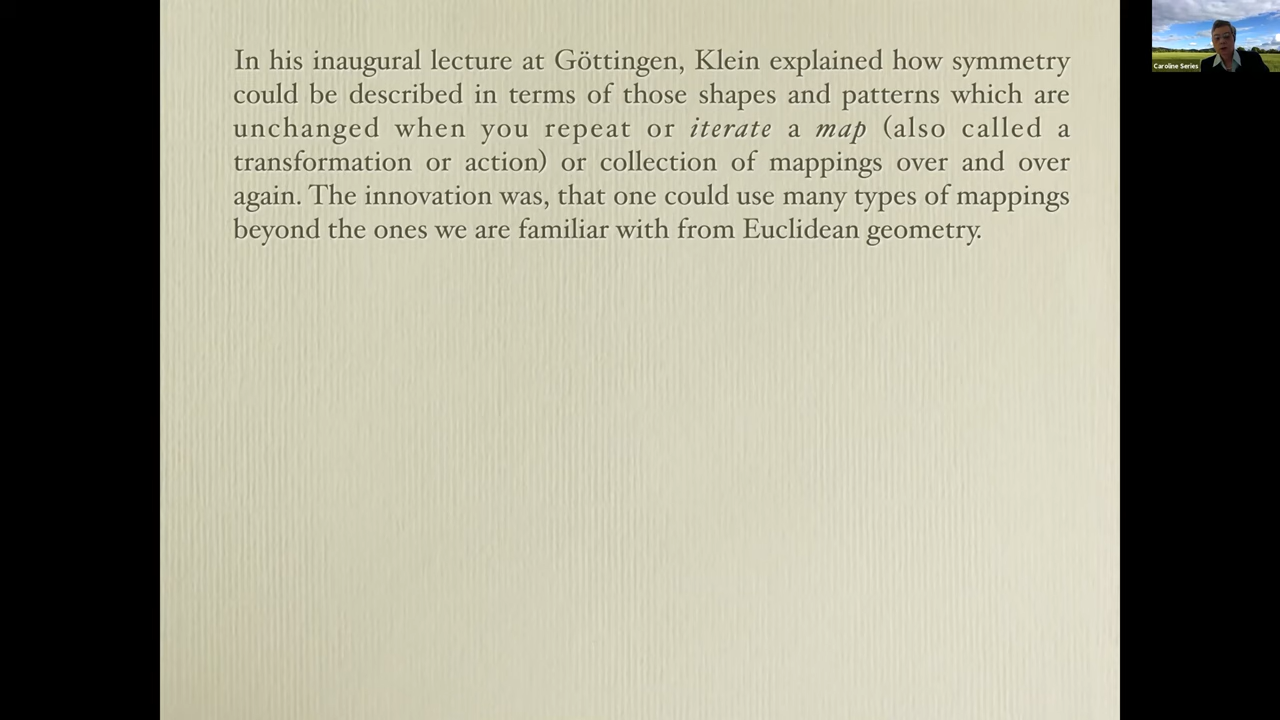 In his inaugural lecture at Göttingen, Klein explained how symmetry
could be described in terms of those shapes and patterns which are
unchanged when you repeat or iterate a map (also called a
transformation or action) or collection of mappings over and over
again. The innovation was, that one could use many types of mappings
beyond the ones we are familiar with from Euclidean geometry.
Caroline Series